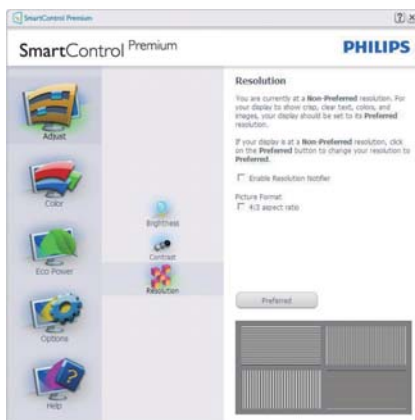 SmartControl Premium
SmartControl Premium
PHILIPS
Adjust
Color
Eco Power
Options
Help
Brightness
Contrast
Resolution
Resolution
You are currently at a Non-Preferred resolution. For
your display to show crisp, clear text, colors, and
images, your display should be set to its Preferred
resolution.
If your display is at a Non-Preferred resolution, click
on the Preferred button to change your resolution to
Preferred.
Enable Resolution Notifier
Picture Format
4:3 aspect ratio
Preferred